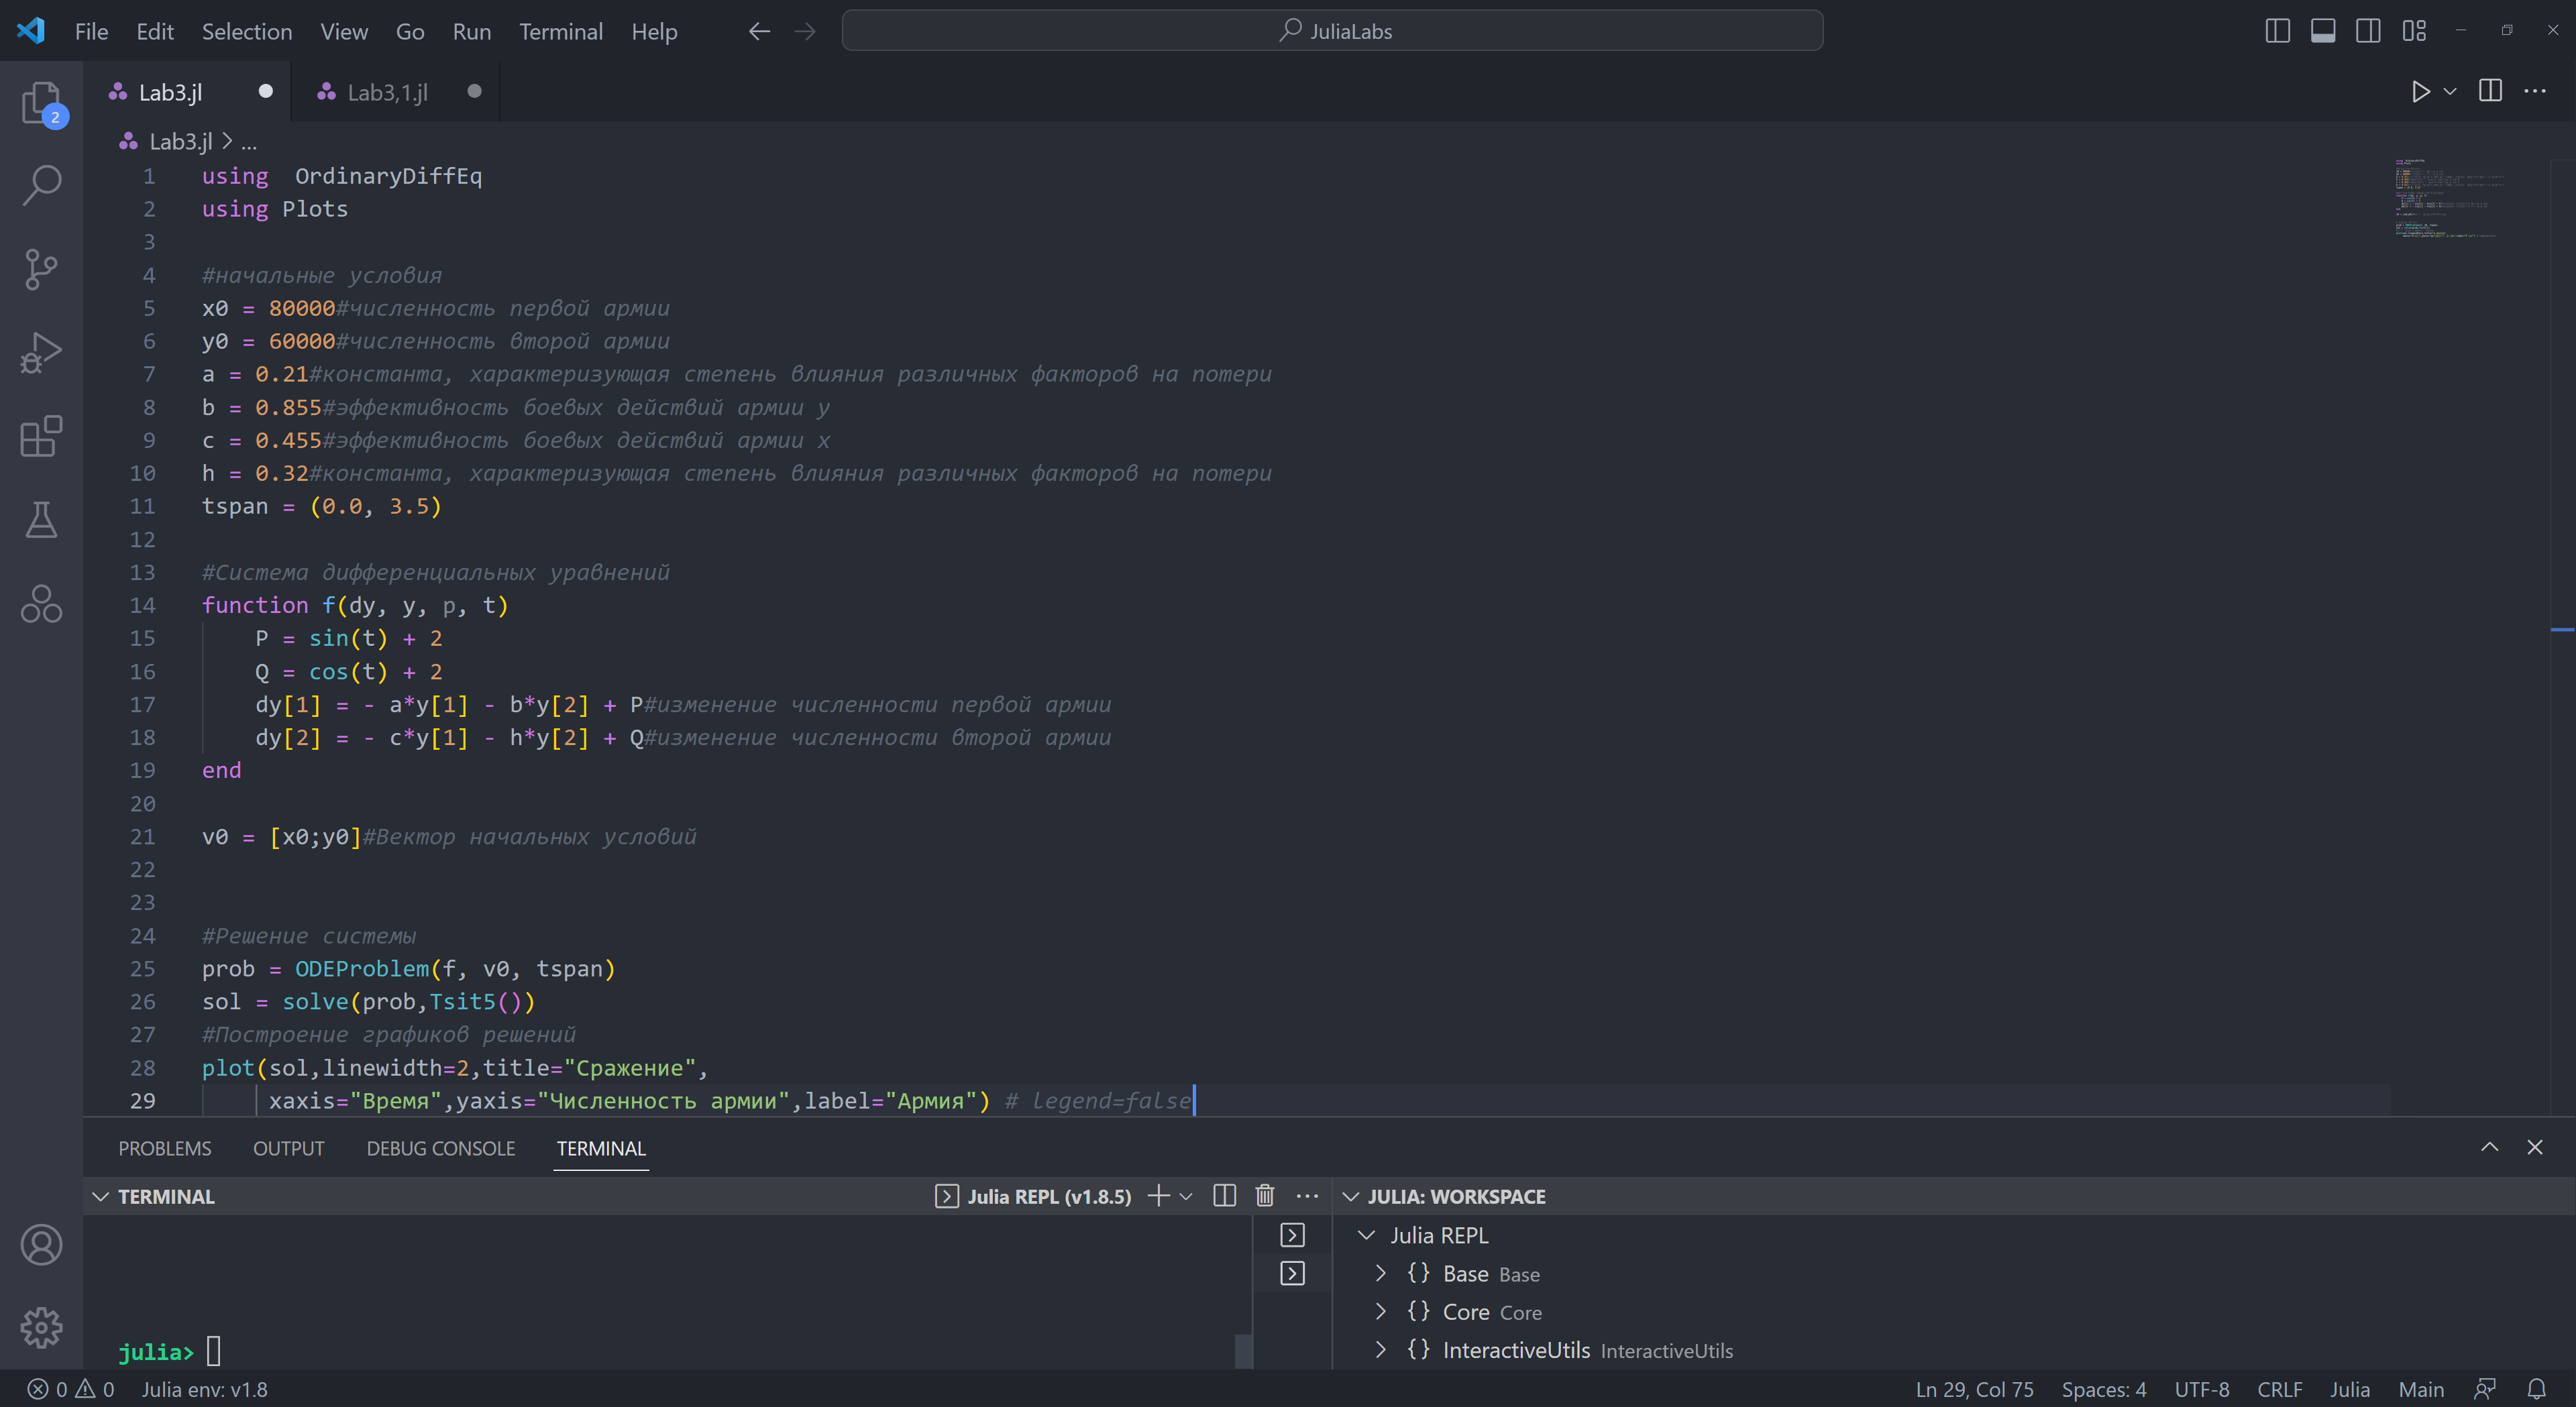 File Edit Selection View Go Run Terminal Help JuliaLabs
2
Lab3.jl Lab3,1.jl
Lab3.jl > ...
1 using  OrdinaryDiffEq
2 using Plots
3
4 #начальные условия
5 x0 = 80000#численность первой армии
6 y0 = 60000#численность второй армии
7 a = 0.21#константа, характеризующая степень влияния различных факторов на потери
8 b = 0.855#эффективность боевых действий армии у
9 c = 0.455#эффективность боевых действий армии х
10 h = 0.32#константа, характеризующая степень влияния различных факторов на потери
11 tspan = (0.0, 3.5)
12
13 #Система дифференциальных уравнений
14 function f(dy, y, p, t)
15     P = sin(t) + 2
16     Q = cos(t) + 2
17     dy[1] = - a*y[1] - b*y[2] + P#изменение численности первой армии
18     dy[2] = - c*y[1] - h*y[2] + Q#изменение численности второй армии
19 end
20
21 v0 = [x0;y0]#Вектор начальных условий
22
23
24 #Решение системы
25 prob = ODEProblem(f, v0, tspan)
26 sol = solve(prob,Tsit5())
27 #Построение графиков решений
28 plot(sol,linewidth=2,title="Сражение",
29      xaxis="Время",yaxis="Численность армии",label="Армия") # legend=false
PROBLEMS OUTPUT DEBUG CONSOLE TERMINAL
TERMINAL Julia REPL (v1.8.5) JULIA: WORKSPACE
Julia REPL
{} Base Base
{} Core Core
{} InteractiveUtils InteractiveUtils
julia>
0 0 Julia env: v1.8 Ln 29, Col 75 Spaces: 4 UTF-8 CRLF Julia Main